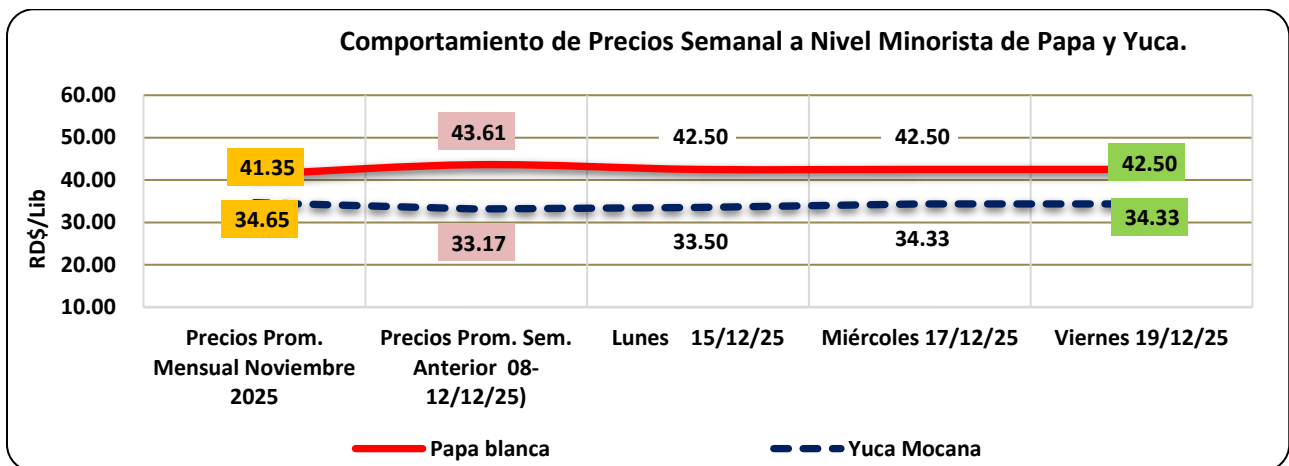 Comportamiento de Precios Semanal a Nivel Minorista de Papa y Yuca.
RD$/Lib
60.00
50.00
40.00
30.00
20.00
10.00
41.35
43.61
42.50
42.50
42.50
34.65
33.17
33.50
34.33
34.33
Precios Prom.
Mensual Noviembre
2025
Precios Prom. Sem.
Anterior 08-
12/12/25)
Lunes 15/12/25
Miércoles 17/12/25
Viernes 19/12/25
Papa blanca
Yuca Mocana